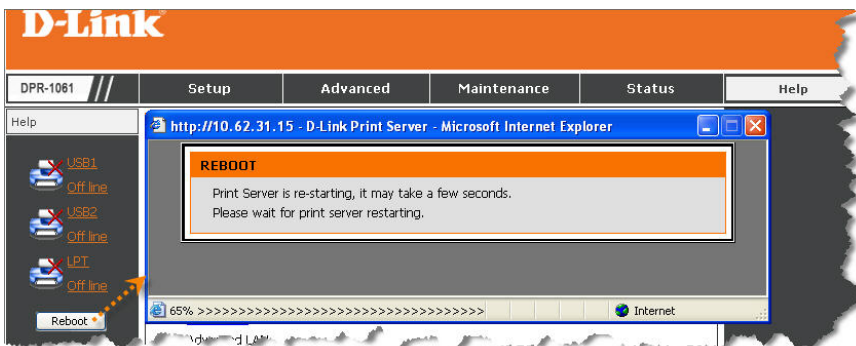 D-Link
DPR-1061
Setup
Advanced
Maintenance
Status
Help
Help
http://10.62.31.15 - D-Link Print Server - Microsoft Internet Explorer
REBOOT
Print Server is re-starting, it may take a few seconds.
Please wait for print server restarting.
USB1
Off line
USB2
Off line
LPT
Off line
Reboot
65% >>>>>>>>>>>>>>>>>>>>>>>>>>>>>>>>>>>>>>>
Internet
LAN